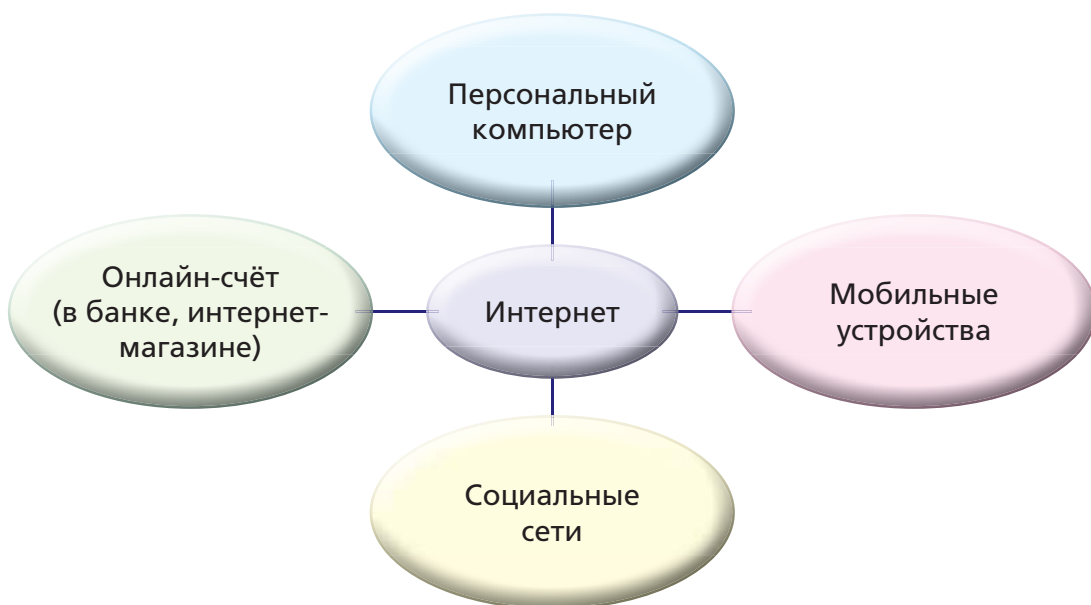 Персональный
компьютер
Онлайн-счёт
(в банке, интернет-
магазине)
Интернет
Мобильные
устройства
Социальные
сети